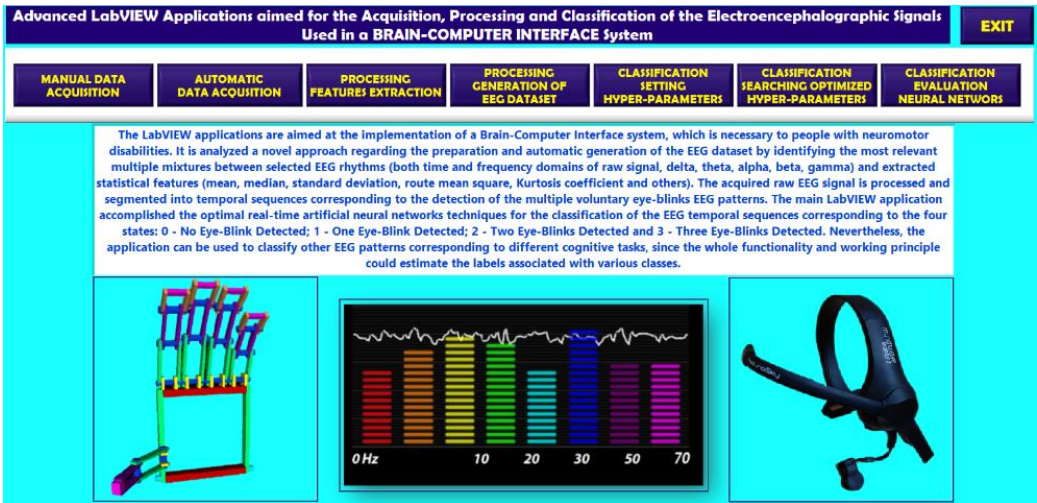 Advanced LabVIEW Applications aimed for the Acquisition, Processing and Classification of the Electroencephalographic Signals
Used in a BRAIN-COMPUTER INTERFACE System
EXIT
MANUAL DATA
ACQUISITION
AUTOMATIC
DATA ACQUSITION
PROCESSING
FEATURES EXTRACTION
PROCESSING
GENERATION OF
EEG DATASET
CLASSIFICATION
SETTING
HYPER-PARAMETERS
CLASSIFICATION
SEARCHING OPTIMIZED
HYPER-PARAMETERS
CLASSIFICATION
EVALUATION
NEURAL NETWORS
The LabVIEW applications are aimed at the implementation of a Brain-Computer Interface system, which is necessary to people with neuromotor
disabilities. It is analyzed a novel approach regarding the preparation and automatic generation of the EEG dataset by identifying the most relevant
multiple mixtures between selected EEG rhythms (both time and frequency domains of raw signal, delta, theta, alpha, beta, gamma) and extracted
statistical features (mean, median, standard deviation, route mean square, Kurtosis coefficient and others). The acquired raw EEG signal is processed and
segmented into temporal sequences corresponding to the detection of the multiple voluntary eye-blinks EEG patterns. The main LabVIEW application
accomplished the optimal real-time artificial neural networks techniques for the classification of the EEG temporal sequences corresponding to the four
states: 0 - No Eye-Blink Detected; 1 - One Eye-Blink Detected; 2 - Two Eye-Blinks Detected and 3 - Three Eye-Blinks Detected. Nevertheless, the
application can be used to classify other EEG patterns corresponding to different cognitive tasks, since the whole functionality and working principle
could estimate the labels associated with various classes.
0 Hz 10 20 30 50 70